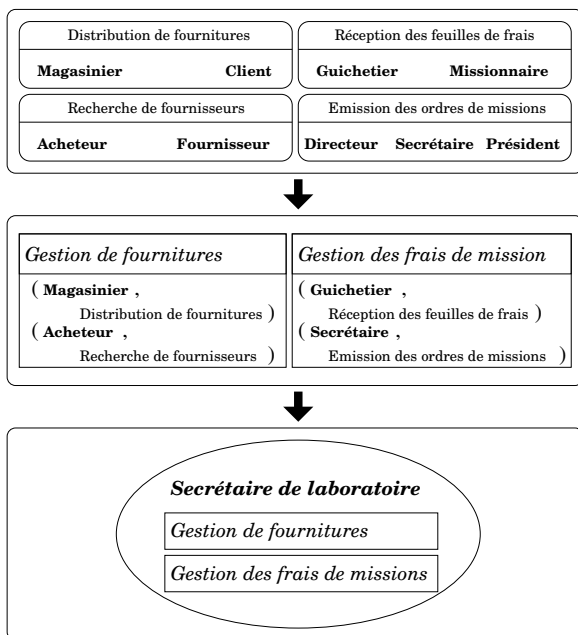 Distribution de fournitures
Magasinier Client
Réception des feuilles de frais
Guichetier Missionnaire
Recherche de fournisseurs
Acheteur Fournisseur
Emission des ordres de missions
Directeur Secrétaire Président
Gestion de fournitures
( Magasinier ,
Distribution de fournitures )
( Acheteur ,
Recherche de fournisseurs )
Gestion des frais de mission
( Guichetier ,
Réception des feuilles de frais )
( Secrétaire ,
Emission des ordres de missions )
Secrétaire de laboratoire
Gestion de fournitures
Gestion des frais de missions